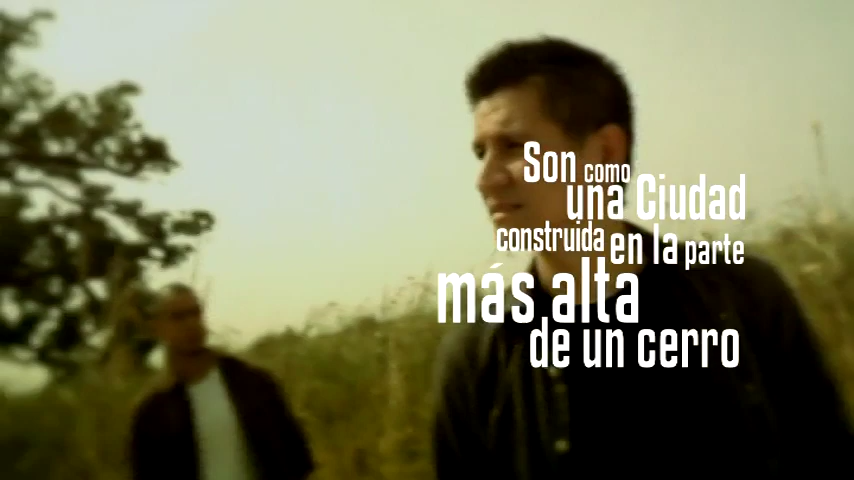 Son como
una Ciudad
construida en la parte
más alta
de un cerro